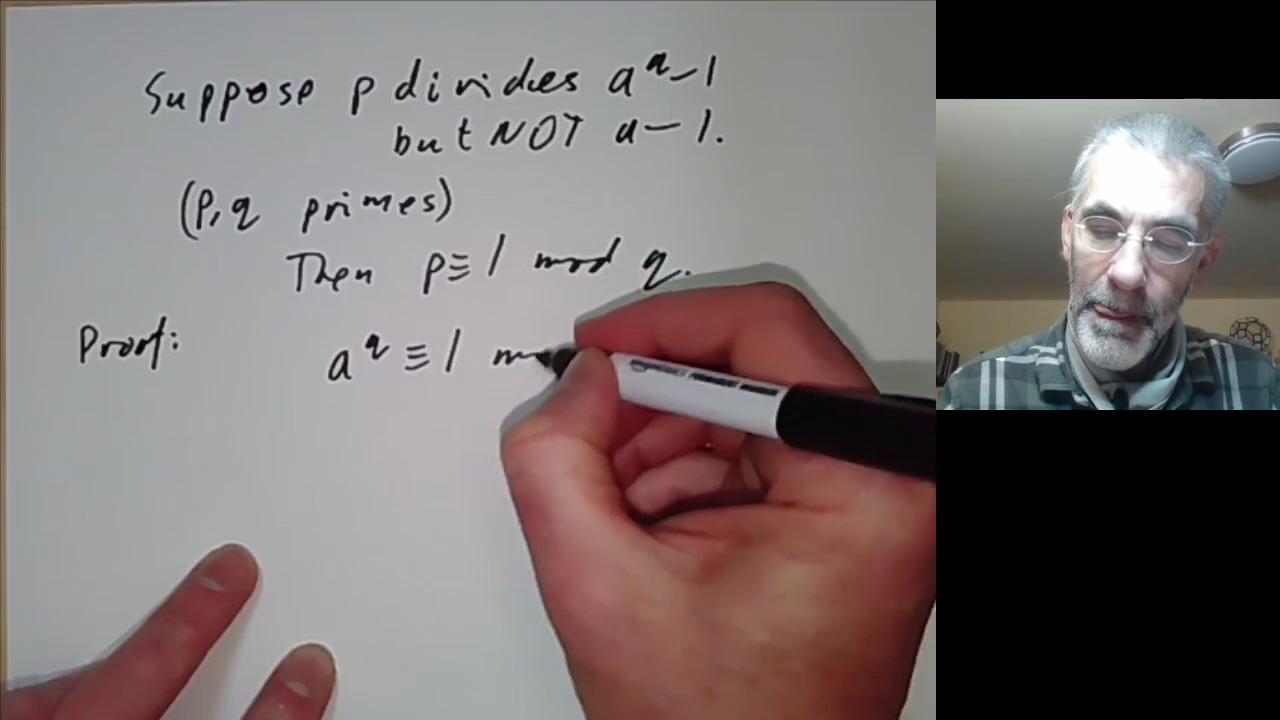 Suppose p divides a^q-1
but NOT a-1.
(p,q primes)
Then p≡1 mod q.
Proof: a^q≡1 m